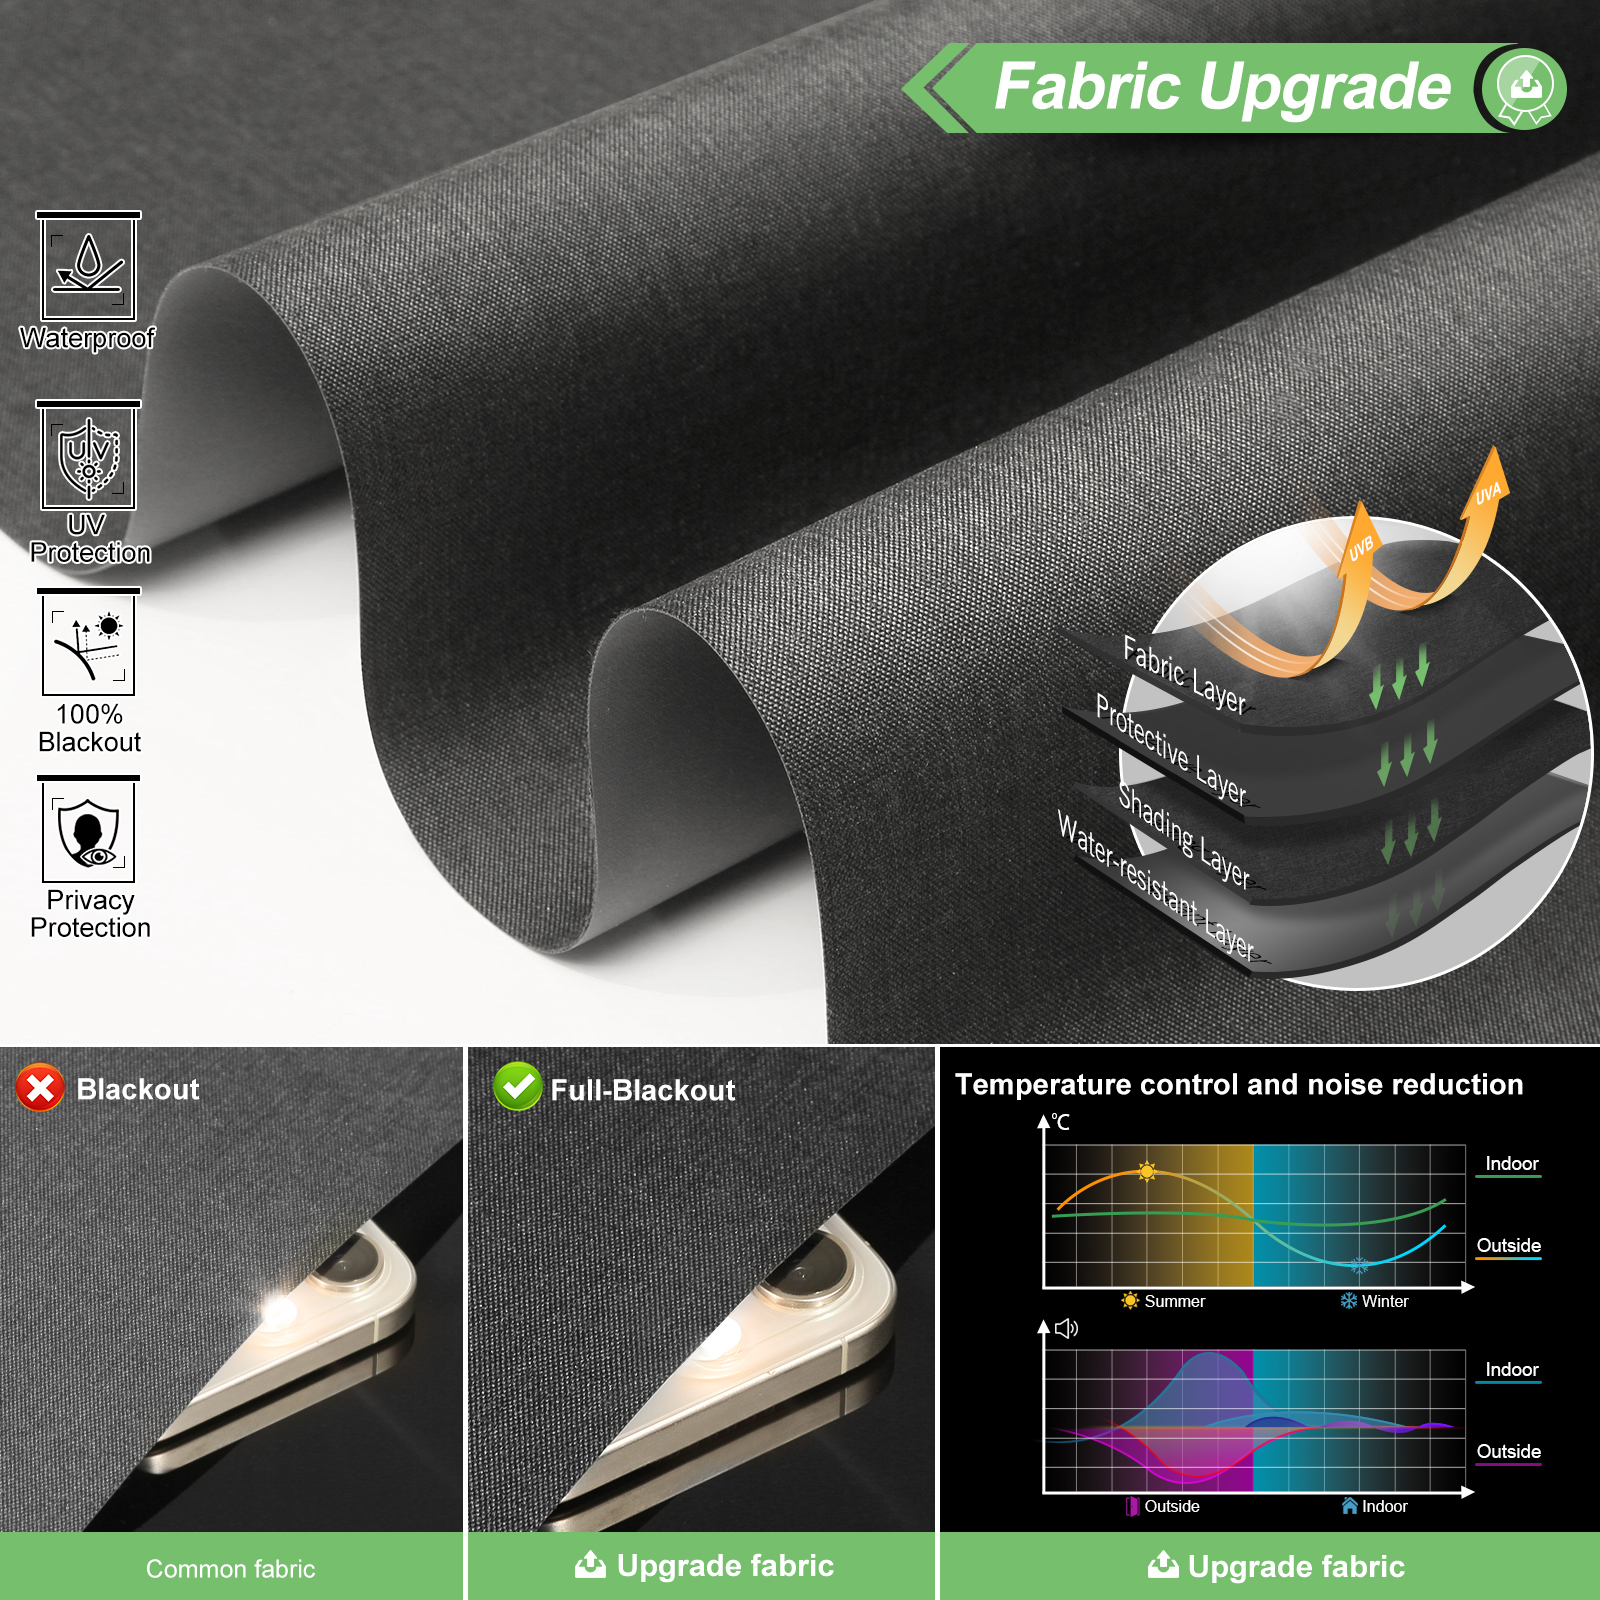 Fabric Upgrade
Waterproof
UV
UV
Protection
100%
Blackout
Privacy
Protection
UVB
UVA
Fabric Layer
Protective Layer
Shading Layer
Water-resistant Layer
Blackout
Common fabric
Full-Blackout
Upgrade fabric
Temperature control and noise reduction
°C
Indoor
Outside
Summer
Winter
Indoor
Outside
Outside
Indoor
Upgrade fabric